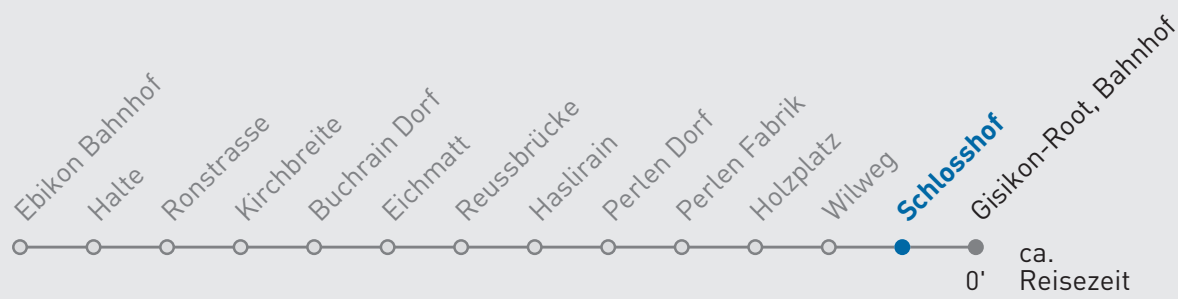 Ebikon Bahnhof
Halte
Ronstrasse
Kirchbreite
Buchrain Dorf
Eichmatt
Reussbrücke
Haslirain
Perlen Dorf
Perlen Fabrik
Holzplatz
Wilweg
Schlosshof
Gisikon-Root, Bahnhof
ca.
0' Reisezeit